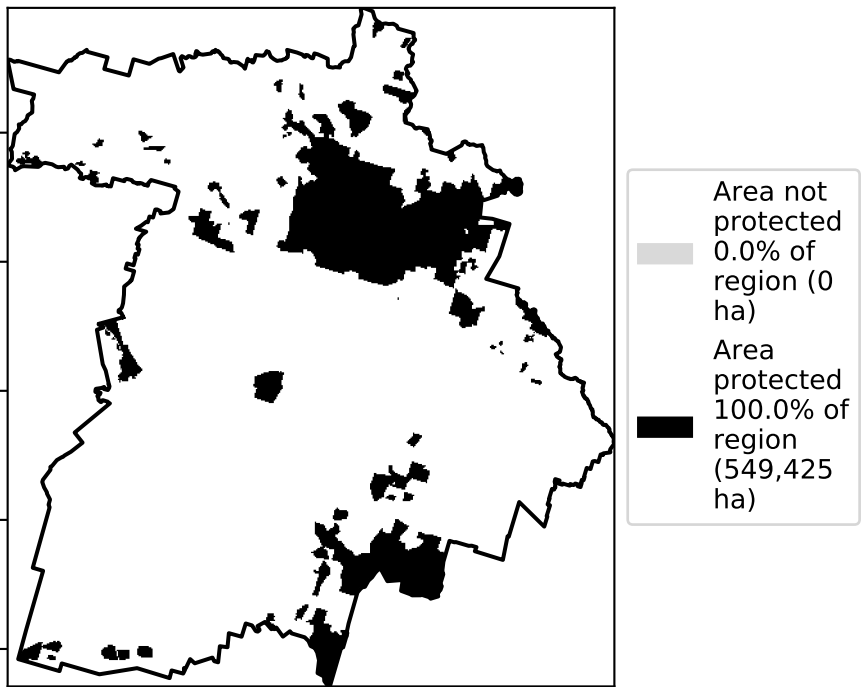 Area not
protected
0.0% of
region (0
ha)
Area
protected
100.0% of
region
(549,425
ha)